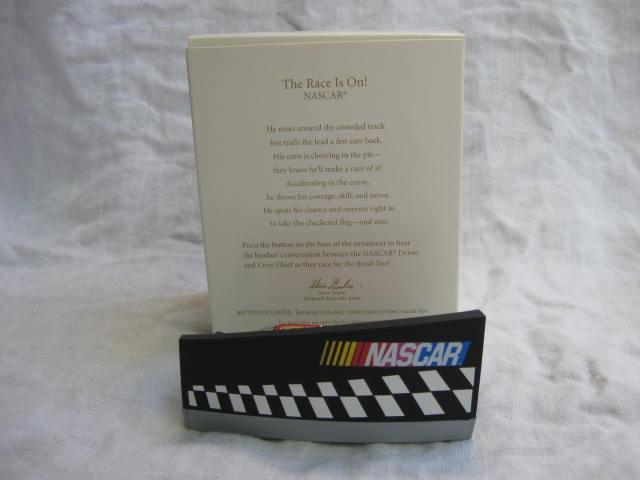 The Race Is On!
NASCAR®
He roars around the crowded track
but trails the lead a few cars back.
His crew is cheering in the pit—
they know he'll make a race of it!
Accelerating in the curve,
he shows his courage, skill, and nerve.
He spots his chance and swerves right in
to take the checkered flag—and win!
Press the button on the base of the ornament to hear
the headset conversation between the NASCAR® Driver
and Crew Chief as they race for the finish line!
Hallmark Keepsake Artist
BATTERY-OPERATED. Batteries included. Instructions printed inside box.
NASCAR